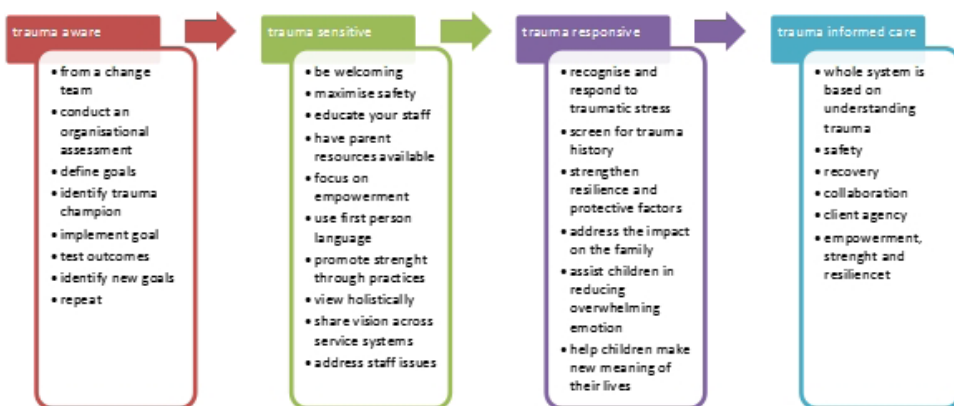 trauma aware
• from a change
team
• conduct an
organisational
assessment
• define goals
• identify trauma
champion
• implement goal
• test outcomes
• identify new goals
• repeat
trauma sensitive
• be welcoming
• maximise safety
• educate your staff
• have parent
resources available
• focus on
empowerment
• use first person
language
• promote strenght
through practices
• view holistically
• share vision across
service systems
• address staff issues
trauma responsive
• recognise and
respond to
traumatic stress
• screen for trauma
history
• strengthen
resilience and
protective factors
• address the impact
on the family
• assist children in
reducing
overwhelming
emotion
• help children make
new meaning of
their lives
trauma informed care
• whole system is
based on
understanding
trauma
• safety
• recovery
• collaboration
• client agency
• empowerment,
strenght and
resiliencet